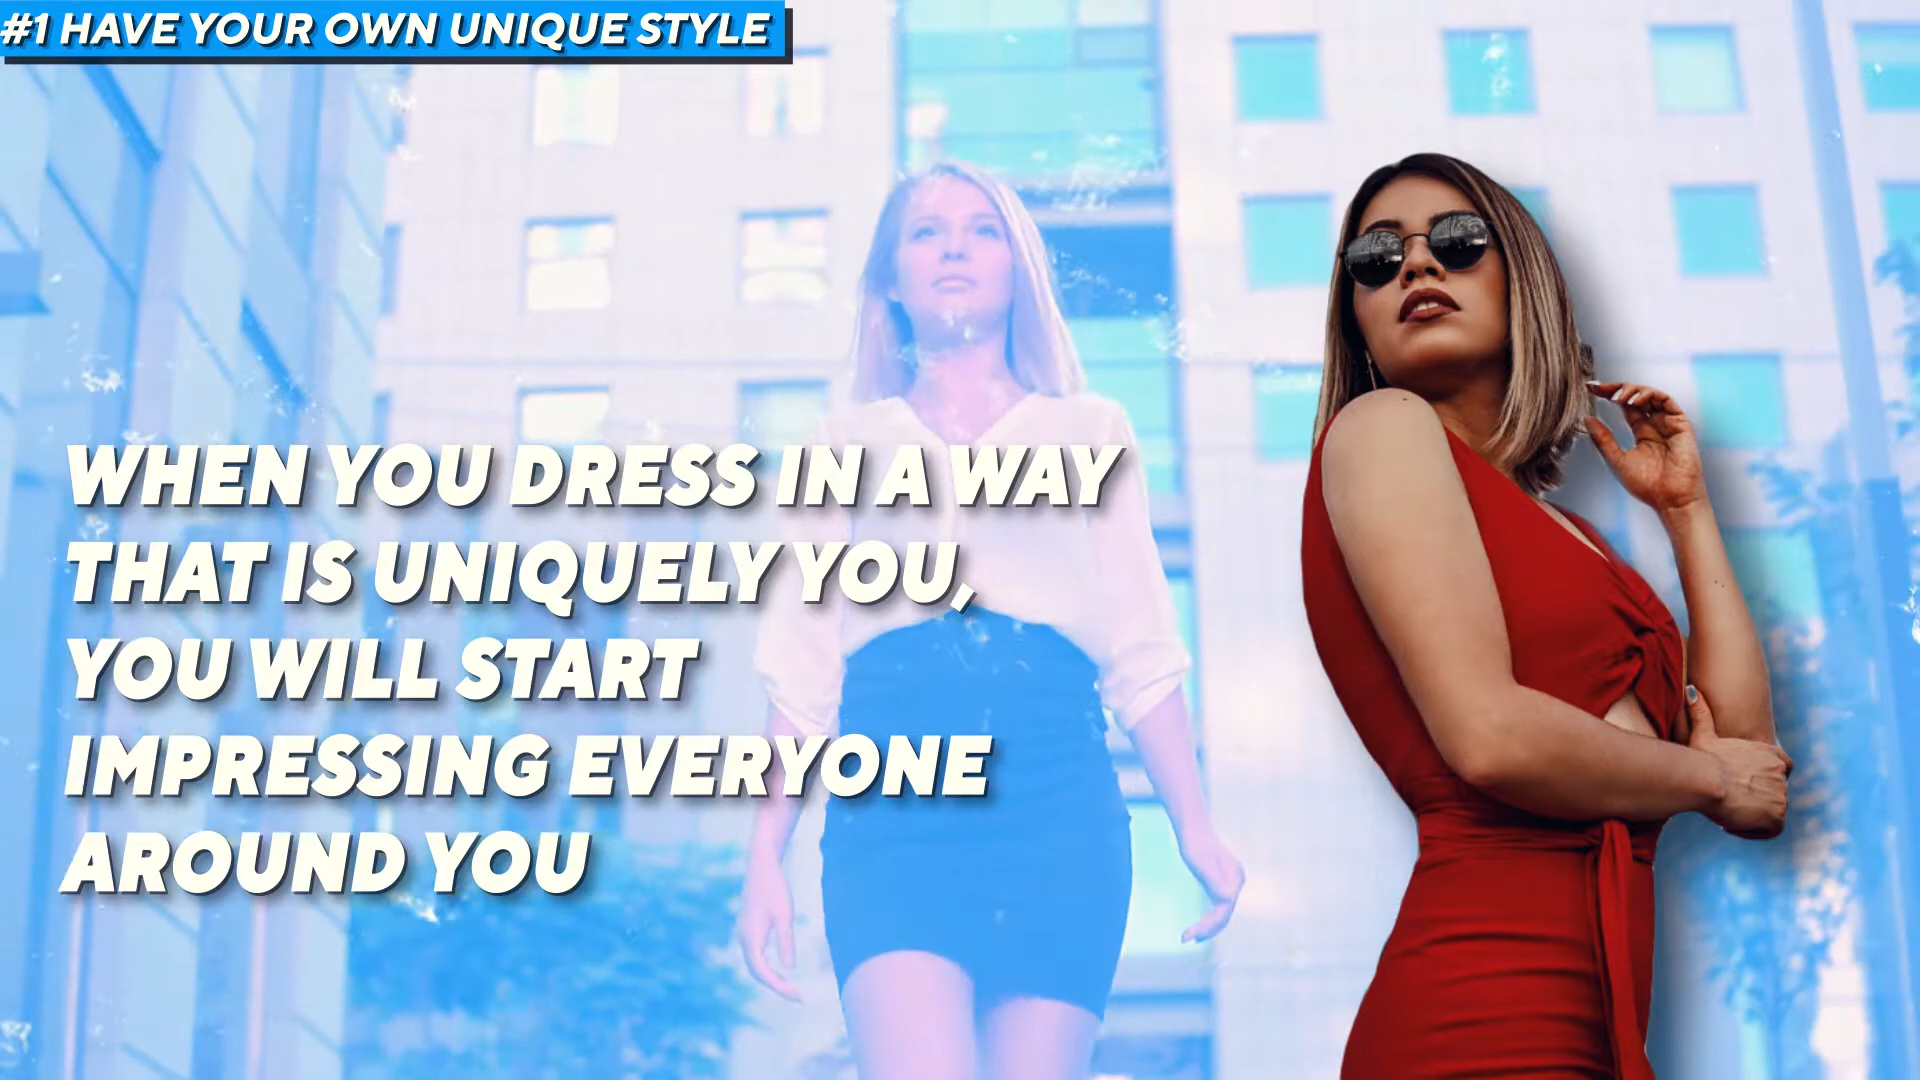 #1 HAVE YOUR OWN UNIQUE STYLE
WHEN YOU DRESS IN A WAY
THAT IS UNIQUELY YOU,
YOU WILL START
IMPRESSING EVERYONE
AROUND YOU